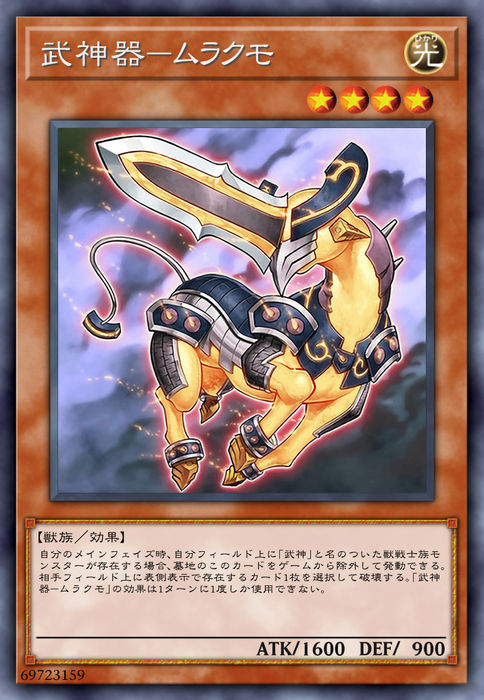 武神器－ムラクモ
ひかり
光
【獣族／効果】
自分のメインフェイズ時、自分フィールド上に「武神」と名のついた獣戦士族モ
ンスターが存在する場合、墓地のこのカードをゲームから除外して発動できる。
相手フィールド上に表側表示で存在するカード1枚を選択して破壊する。「武神
器－ムラクモ」の効果は1ターンに1度しか使用できない。
ATK/1600 DEF/ 900
69723159